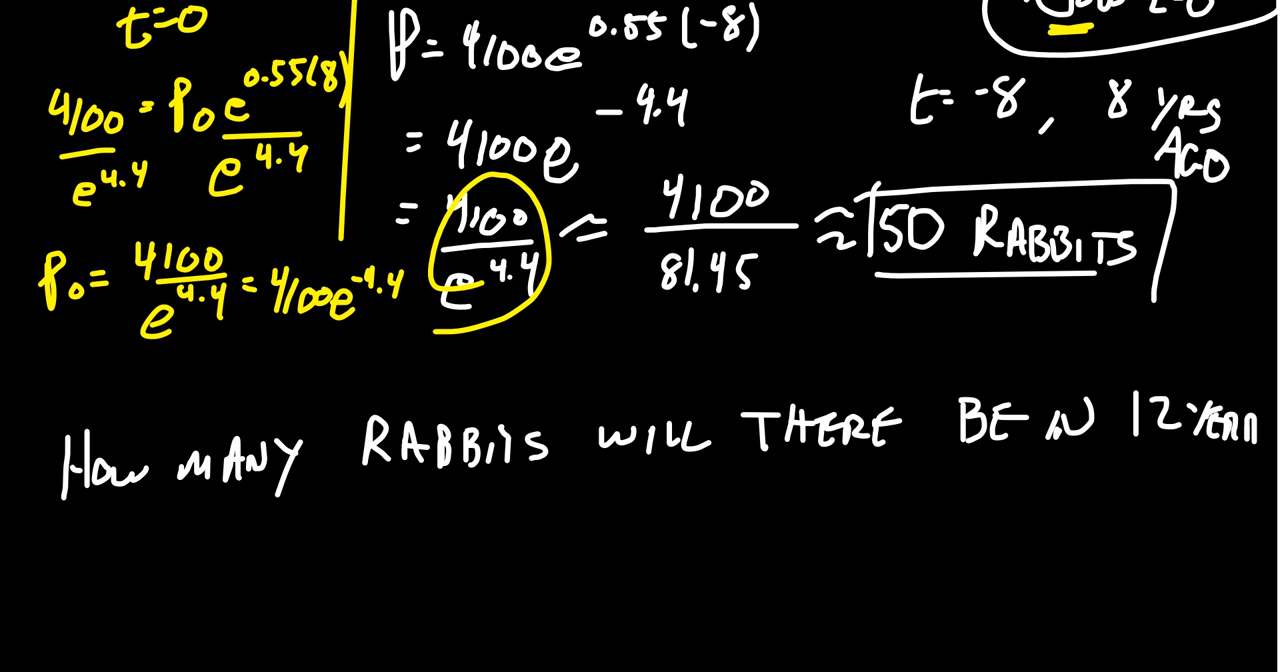 t=0
4100/e^4.4 = P₀e^0.55(8)/e^4.4
P₀ = 4100/e^4.4 = 4100e^-4.4
P = 4100e^0.55(-8)
= 4100e^-4.4
= 4100/e^4.4 ≈ 4100/81.45 ≈ 50 RABBITS
t=0
t= -8, 8 YRS
AGO
HOW MANY RABBITS WILL THERE BE IN 12